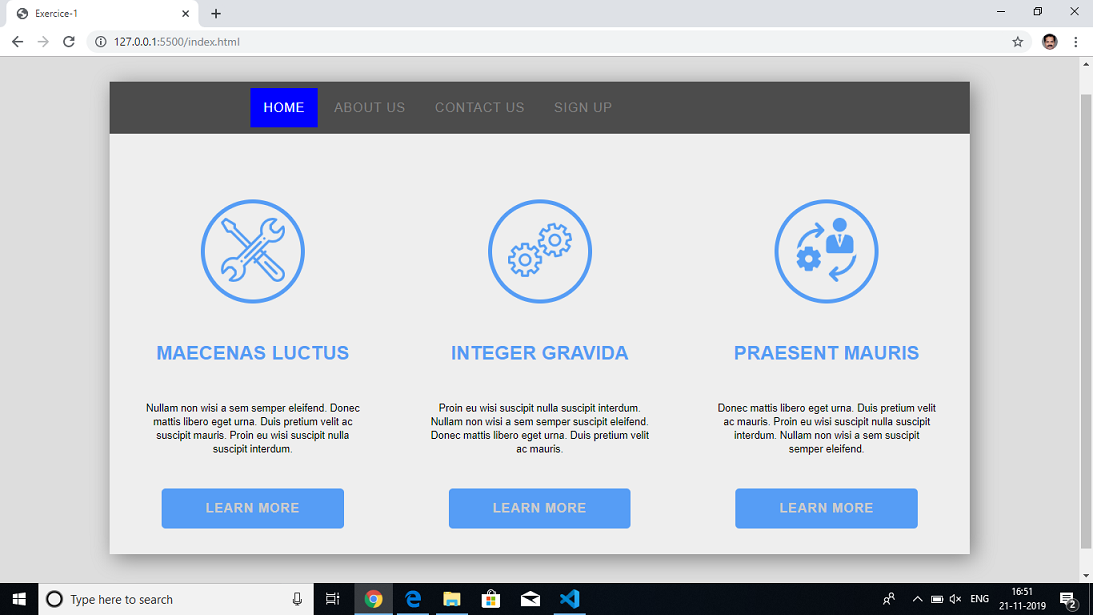 Exercice-1
127.0.0.1:5500/index.html
HOME ABOUT US CONTACT US SIGN UP
MAECENAS LUCTUS
Nullam non wisi a sem semper eleifend. Donec
mattis libero eget urna. Duis pretium velit ac
suscipit mauris. Proin eu wisi suscipit nulla
suscipit interdum.
LEARN MORE
INTEGER GRAVIDA
Proin eu wisi suscipit nulla suscipit interdum.
Nullam non wisi a sem semper suscipit eleifend.
Donec mattis libero eget urna. Duis pretium velit
ac mauris.
LEARN MORE
PRAESENT MAURIS
Donec mattis libero eget urna. Duis pretium velit
ac mauris. Proin eu wisi suscipit nulla suscipit
interdum. Nullam non wisi a sem suscipit
semper eleifend.
LEARN MORE
Type here to search
ENG
16:51
21-11-2019
2